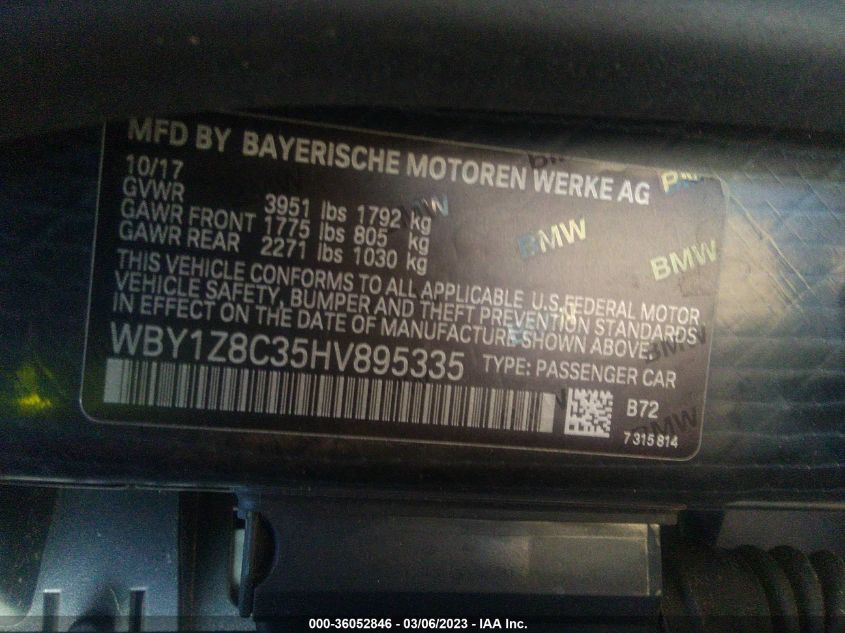 MFD BY BAYERISCHE MOTOREN WERKE AG
10/17
GVWR 3951 lbs 1792 kg
GAWR FRONT 1775 lbs 805 kg
GAWR REAR 2271 lbs 1030 kg
THIS VEHICLE CONFORMS TO ALL APPLICABLE U.S.FEDERAL MOTOR
VEHICLE SAFETY, BUMPER AND THEFT PREVENTION STANDARDS
IN EFFECT ON THE DATE OF MANUFACTURE SHOWN ABOVE.
WBY1Z8C35HV895335 TYPE: PASSENGER CAR
B72
7 315 814
BMW
BMW
BMW
BMW
000-36052846 - 03/06/2023 - IAA Inc.